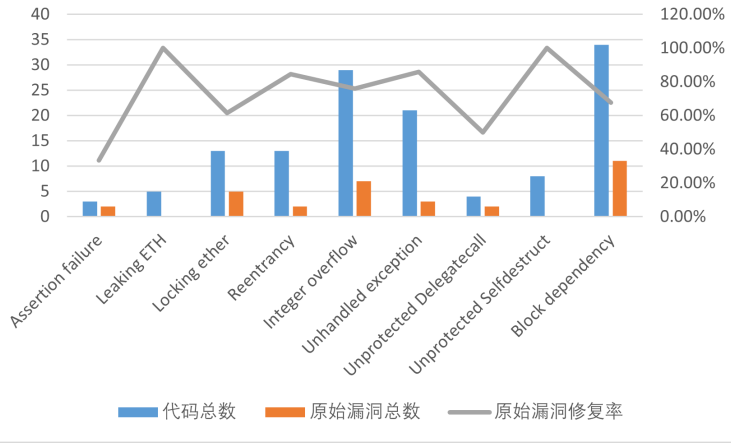 40
35
30
25
20
15
10
5
0
120.00%
100.00%
80.00%
60.00%
40.00%
20.00%
0.00%
Assertion failure
Leaking ETH
Locking ether
Reentrancy
Integer overflow
Unhandled exception
Unprotected Delegatecall
Unprotected Selfdestruct
Block dependency
代码总数 原始漏洞总数 原始漏洞修复率